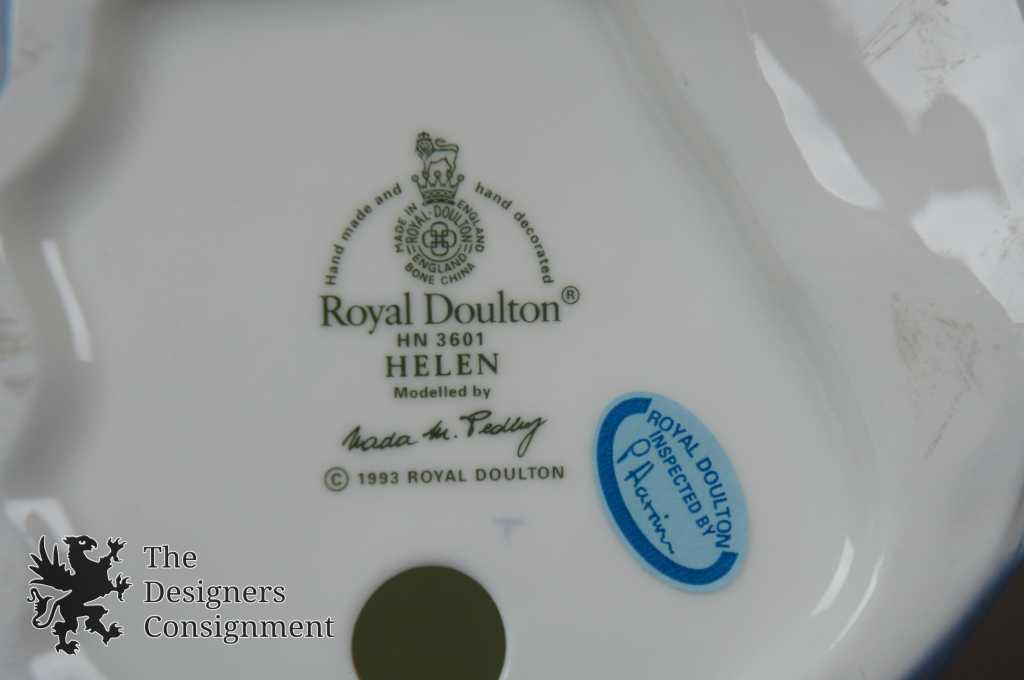 Hand made and hand decorated
MADE IN ENGLAND
ROYAL·DOULTON
ENGLAND
BONE CHINA
Royal Doulton®
HN 3601
HELEN
Modelled by
Nada M. Pedley
© 1993 ROYAL DOULTON
ROYAL DOULTON
INSPECTED BY
The
Designers
Consignment